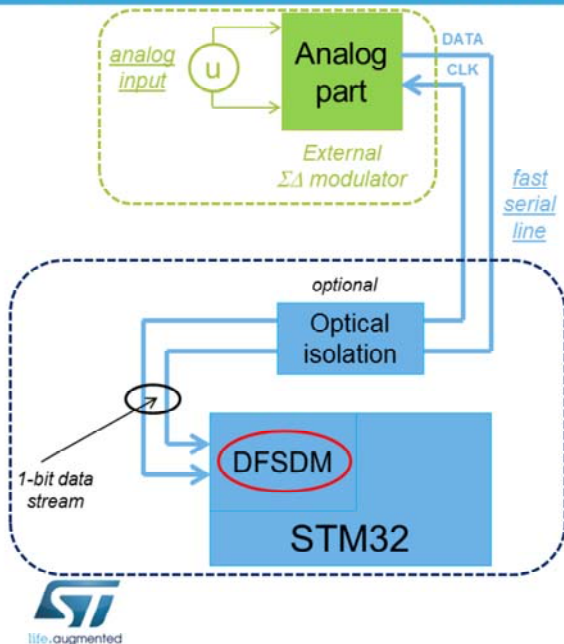 analog
input
u
Analog
part
DATA
CLK
External
ΣΔ modulator
fast
serial
line
optional
Optical
isolation
1-bit data
stream
DFSDM
STM32
ST
life.augmented